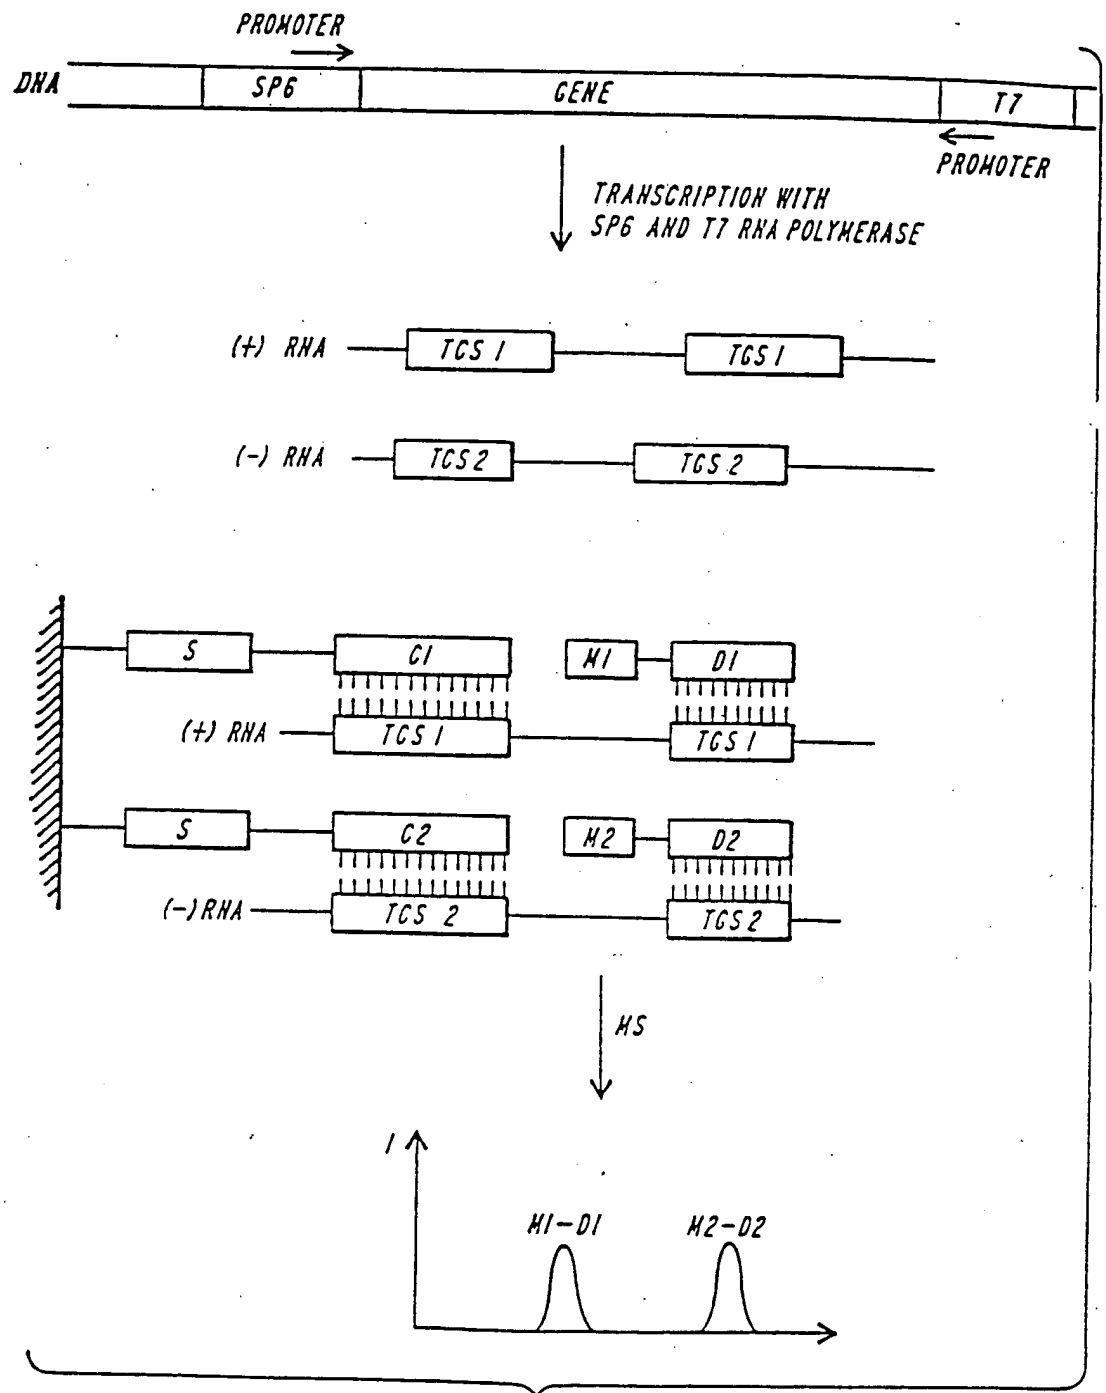 PROMOTER
DNA SP6 GENE T7
PROMOTER
TRANSCRIPTION WITH
SP6 AND T7 RNA POLYMERASE
(+) RNA TCS 1 TCS 1
(-) RNA TCS 2 TCS 2
S C1 M1 D1
(+) RNA TCS 1 TCS 1
S C2 M2 D2
(-) RNA TCS 2 TCS 2
MS
I
M1-D1 M2-D2